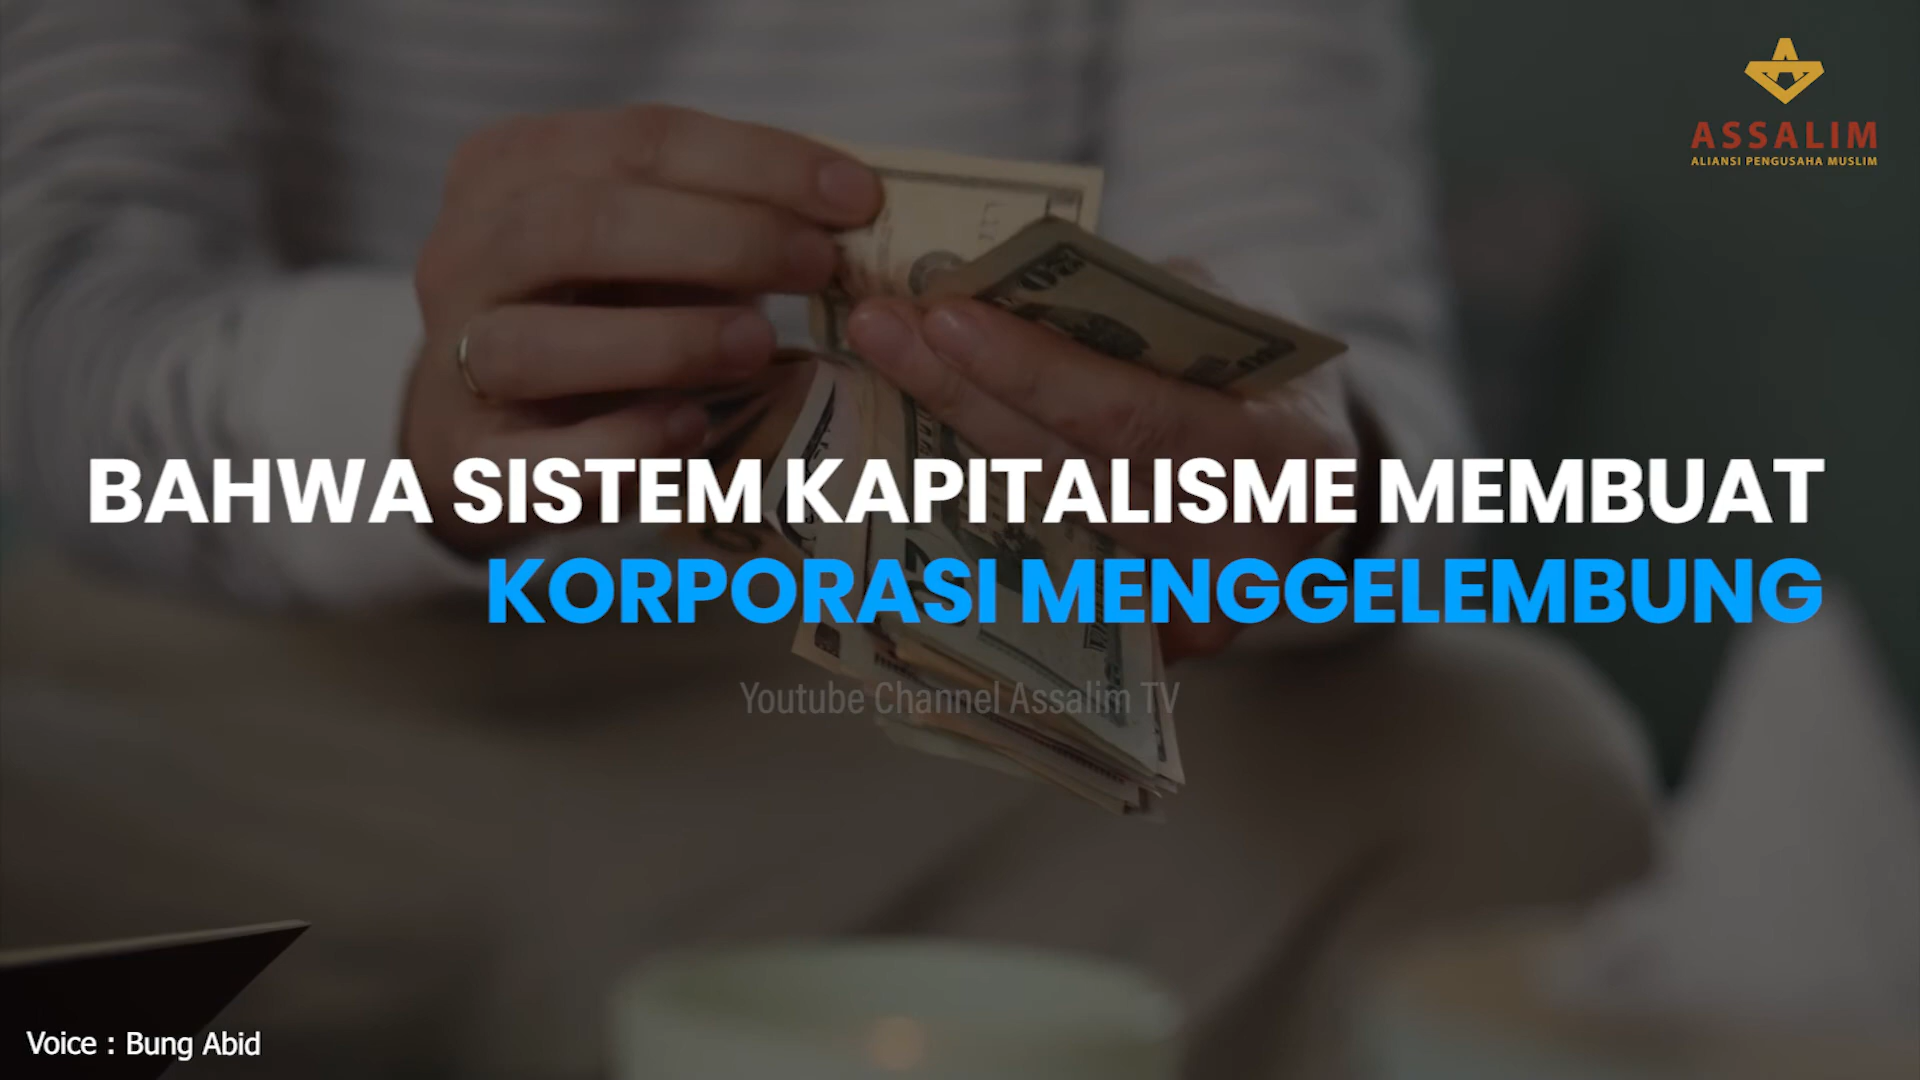 ASSALIM
ALIANSI PENGUSAHA MUSLIM
BAHWA SISTEM KAPITALISME MEMBUAT
KORPORASI MENGGELEMBUNG
Youtube Channel Assalim TV
Voice : Bung Abid